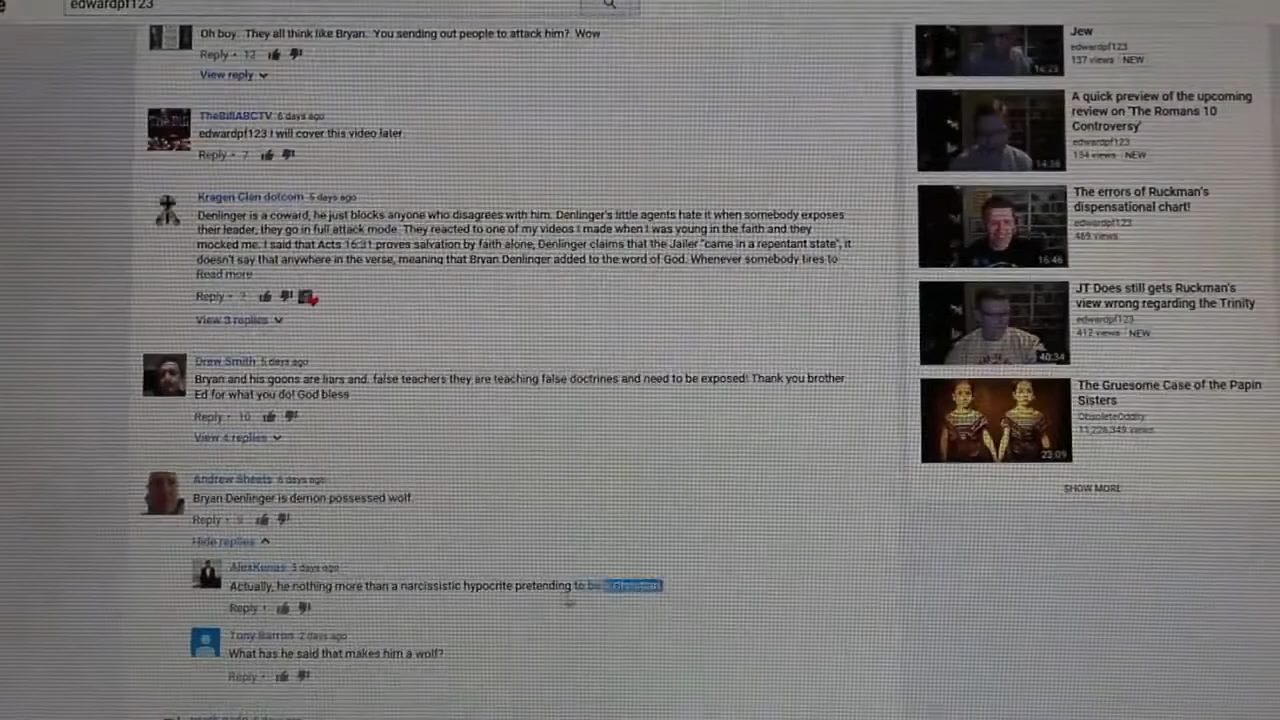 edwardpf123
Oh boy. They all think like Bryan. You sending out people to attack him? Wow
Reply • 12
View reply
TheBillABCTV 6 days ago
edwardpf123 I will cover this video later.
Reply • 7
Kragen Clan dotcom 5 days ago
Denlinger is a coward, he just blocks anyone who disagrees with him. Denlinger's little agents hate it when somebody exposes
their leader, they go in full attack mode. They reacted to one of my videos I made when I was young in the faith and they
mocked me. I said that Acts 16:31 proves salvation by faith alone, Denlinger claims that the Jailer "came in a repentant state", it
doesn't say that anywhere in the verse, meaning that Bryan Denlinger added to the word of God. Whenever somebody tires to
Read more
Reply • 7
View 3 replies
Drew Smith 5 days ago
Bryan and his goons are liars and false teachers they are teaching false doctrines and need to be exposed! Thank you brother
Ed for what you do! God bless
Reply • 10
View 4 replies
Andrew Sheets 6 days ago
Bryan Denlinger is demon possessed wolf.
Reply • 9
Hide replies
AlexKunas 5 days ago
Actually, he nothing more than a narcissistic hypocrite pretending to be
Reply •
Tony Barron 2 days ago
What has he said that makes him a wolf?
Reply •
Jew
edwardpf123
137 views NEW
16:23
A quick preview of the upcoming
review on 'The Romans 10
Controversy'
edwardpf123
134 views NEW
14:36
The errors of Ruckman's
dispensational chart!
edwardpf123
469 views
16:46
JT Does still gets Ruckman's
view wrong regarding the Trinity
edwardpf123
412 views NEW
40:34
The Gruesome Case of the Papin
Sisters
ObsoleteOddity
11,226,349 views
23:09
SHOW MORE